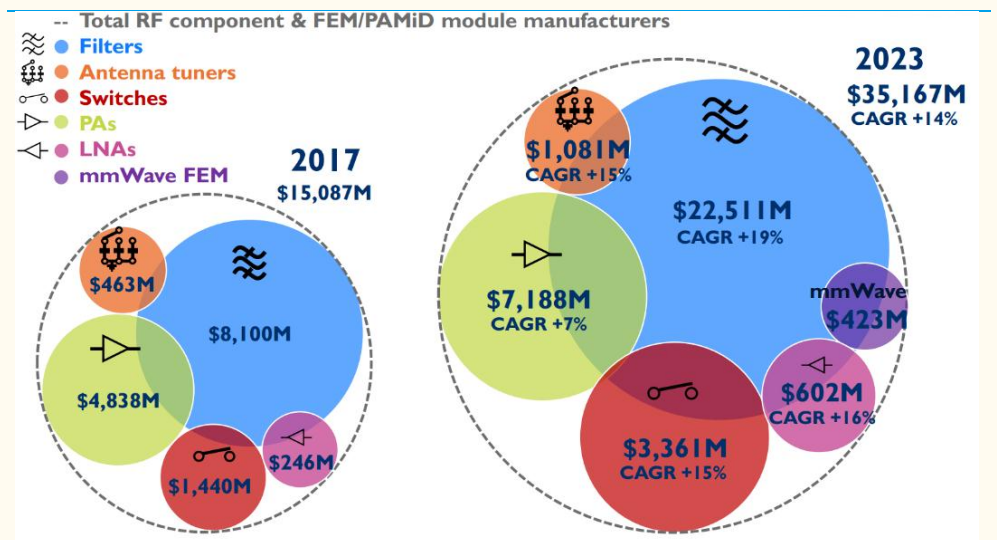 -- Total RF component & FEM/PAMiD module manufacturers
Filters
Antenna tuners
Switches
PAs
LNAs
mmWave FEM
2017
$15,087M
$463M
$8,100M
$4,838M
$246M
$1,440M
2023
$35,167M
CAGR +14%
$1,081M
CAGR +15%
$22,511M
CAGR +19%
$7,188M
CAGR +7%
mmWave
$423M
$602M
CAGR +16%
$3,361M
CAGR +15%